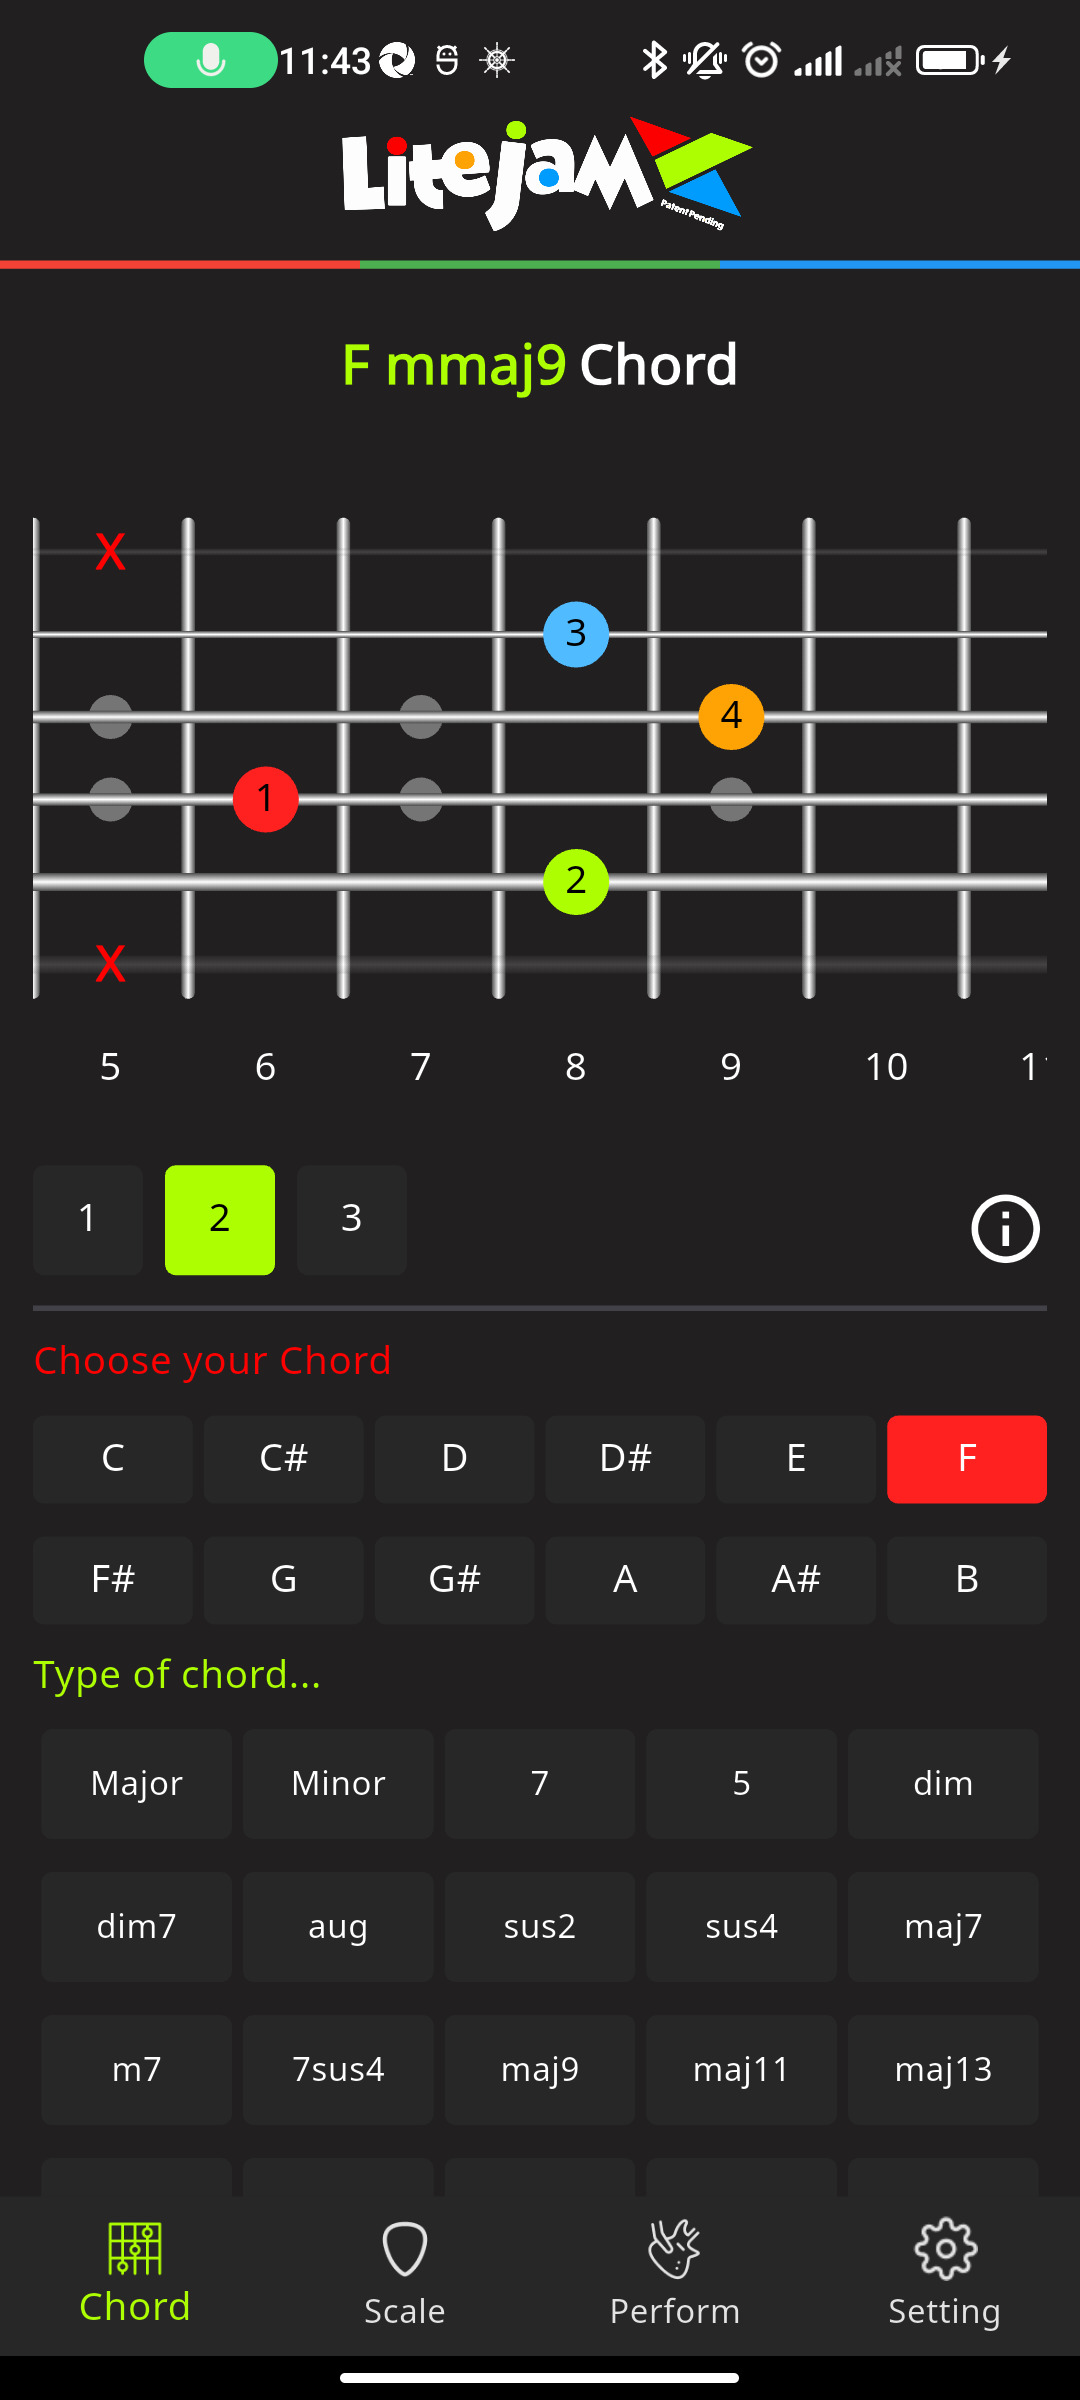 11:43
LiteJam
Patent Pending
F mmaj9 Chord
X
3
4
1
2
X
5 6 7 8 9 10
1 2 3
Choose your Chord
C C# D D# E F
F# G G# A A# B
Type of chord...
Major Minor 7 5 dim
dim7 aug sus2 sus4 maj7
m7 7sus4 maj9 maj11 maj13
Chord Scale Perform Setting